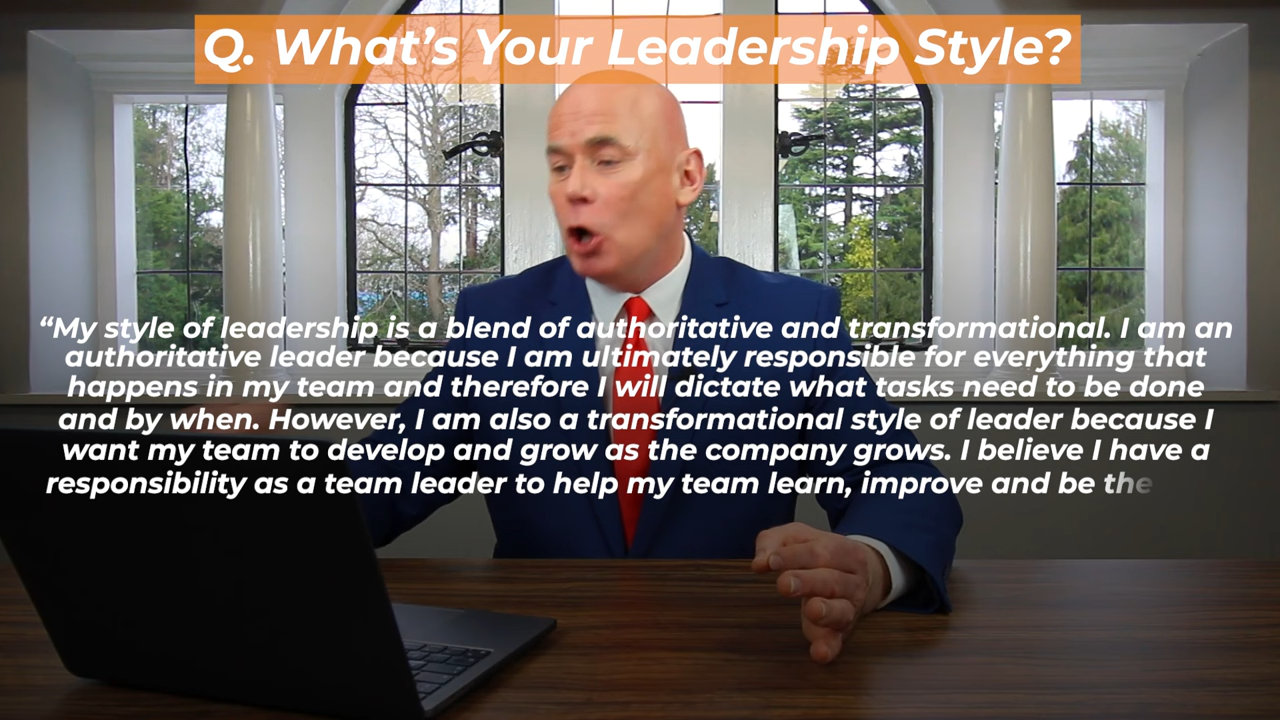 Q. What's Your Leadership Style?
“My style of leadership is a blend of authoritative and transformational. I am an
authoritative leader because I am ultimately responsible for everything that
happens in my team and therefore I will dictate what tasks need to be done
and by when. However, I am also a transformational style of leader because I
want my team to develop and grow as the company grows. I believe I have a
responsibility as a team leader to help my team learn, improve and be the